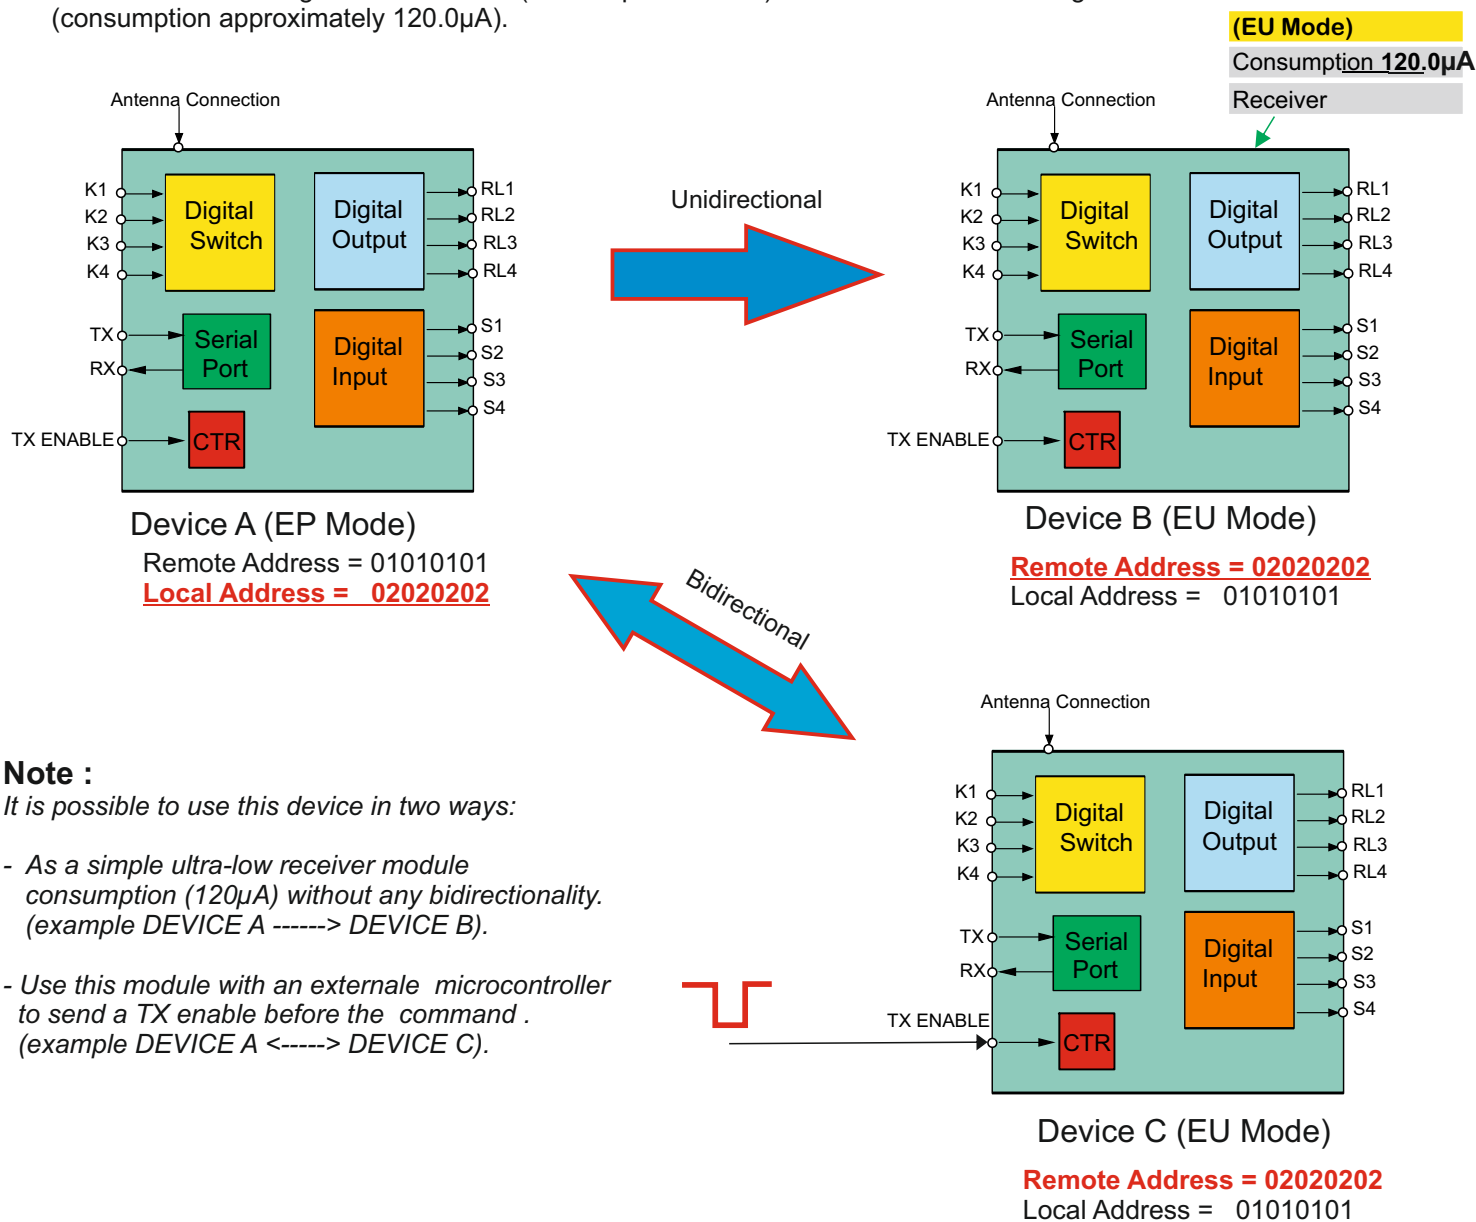 (consumption approximately 120.0µA).
(EU Mode)
Consumption 120.0µA
Receiver
Antenna Connection
K1
K2
K3
K4
TX
RX
TX ENABLE
Digital
Switch
Digital
Output
Serial
Port
Digital
Input
CTR
RL1
RL2
RL3
RL4
S1
S2
S3
S4
Device A (EP Mode)
Remote Address = 01010101
Local Address = 02020202
Unidirectional
Antenna Connection
K1
K2
K3
K4
TX
RX
TX ENABLE
Digital
Switch
Digital
Output
Serial
Port
Digital
Input
CTR
RL1
RL2
RL3
RL4
S1
S2
S3
S4
Device B (EU Mode)
Remote Address = 02020202
Local Address = 01010101
Bidirectional
Note :
It is possible to use this device in two ways:
- As a simple ultra-low receiver module
consumption (120µA) without any bidirectionality.
(example DEVICE A ------> DEVICE B).
- Use this module with an externale microcontroller
to send a TX enable before the command .
(example DEVICE A <-----> DEVICE C).
Antenna Connection
K1
K2
K3
K4
TX
RX
TX ENABLE
Digital
Switch
Digital
Output
Serial
Port
Digital
Input
CTR
RL1
RL2
RL3
RL4
S1
S2
S3
S4
Device C (EU Mode)
Remote Address = 02020202
Local Address = 01010101